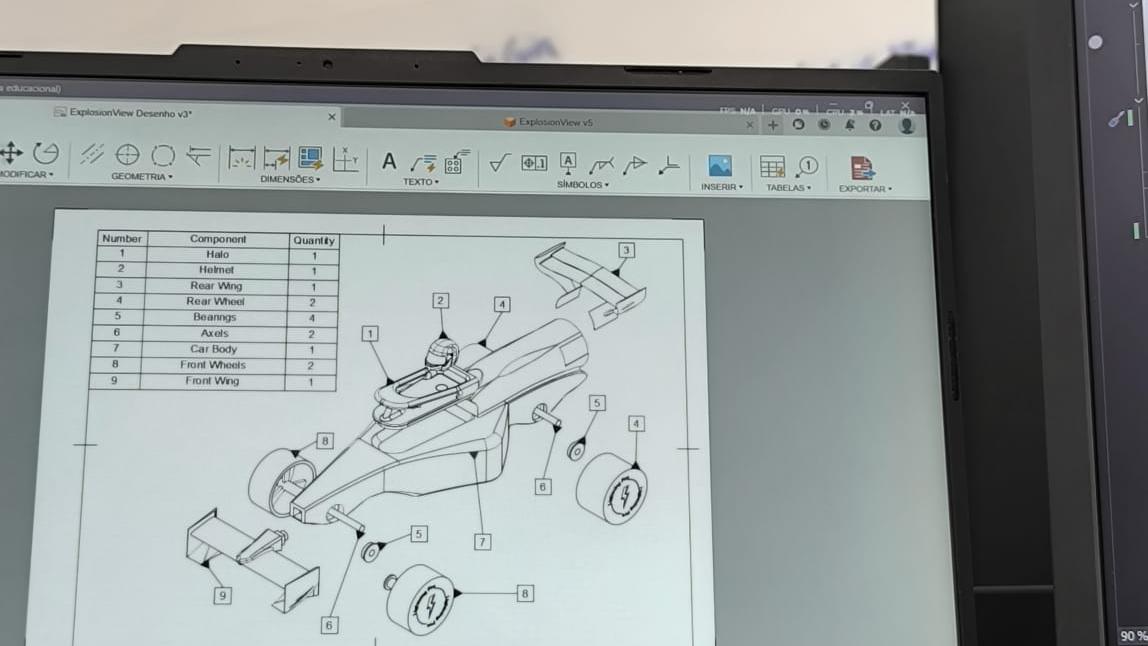 a educacional)
ExplosionView Desenho v3*
ExplosionView v5
MODIFICAR
GEOMETRIA
DIMENSÕES
A
TEXTO
A
SÍMBOLOS
INSERIR
TABELAS
EXPORTAR
Number Component Quantity
1 Halo 1
2 Helmet 1
3 Rear Wing 1
4 Rear Wheel 2
5 Bearings 4
6 Axels 2
7 Car Body 1
8 Front Wheels 2
9 Front Wing 1
3
2
4
1
5
4
8
6
5
7
9
8
6
90 %